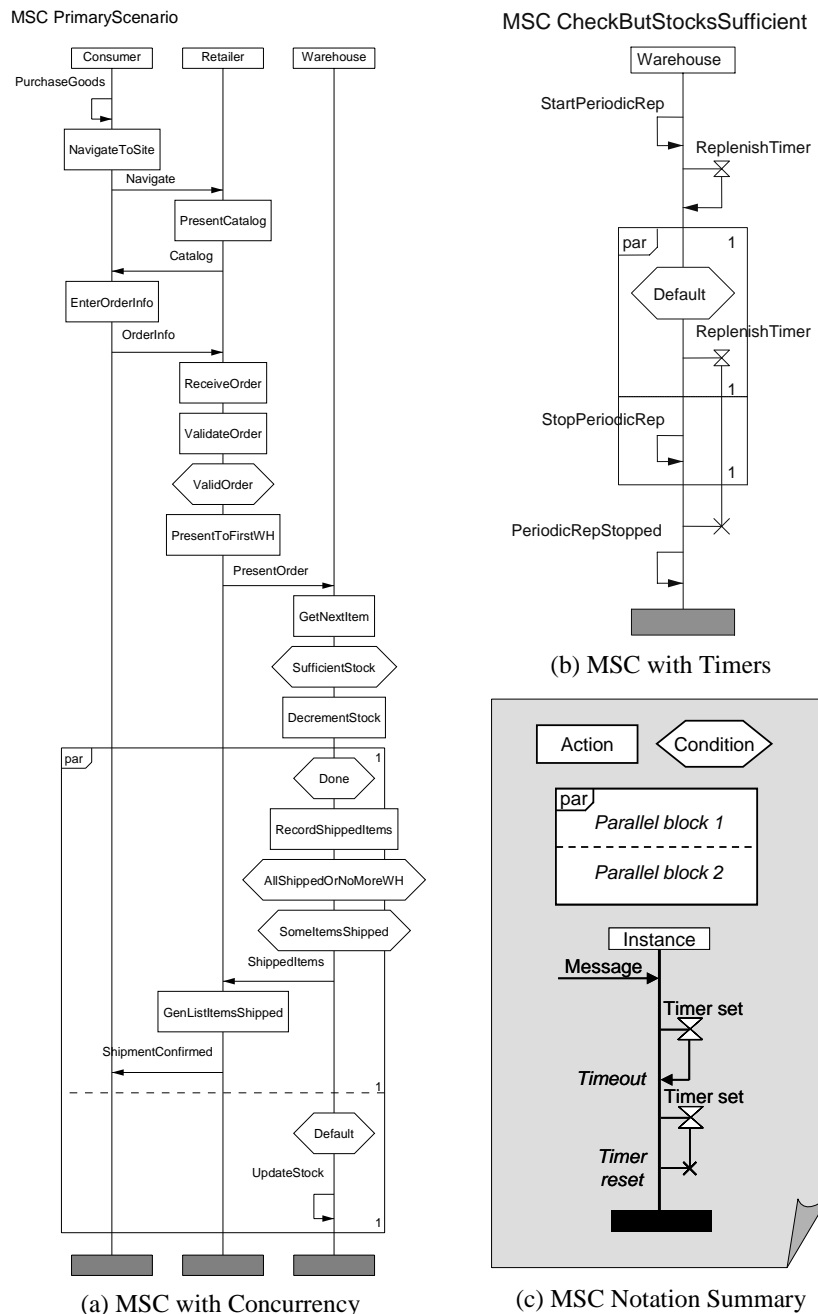 MSC PrimaryScenario
Consumer
Retailer
Warehouse
PurchaseGoods
NavigateToSite
Navigate
PresentCatalog
Catalog
EnterOrderInfo
OrderInfo
ReceiveOrder
ValidateOrder
ValidOrder
PresentToFirstWH
PresentOrder
GetNextItem
SufficientStock
DecrementStock
par
1
Done
RecordShippedItems
AllShippedOrNoMoreWH
SomeItemsShipped
ShippedItems
GenListItemsShipped
ShipmentConfirmed
1
Default
UpdateStock
1
(a) MSC with Concurrency
MSC CheckButStocksSufficient
Warehouse
StartPeriodicRep
ReplenishTimer
par
1
Default
ReplenishTimer
1
StopPeriodicRep
1
PeriodicRepStopped
(b) MSC with Timers
Action
Condition
par
Parallel block 1
Parallel block 2
Instance
Message
Timer set
Timeout
Timer set
Timer
reset
(c) MSC Notation Summary